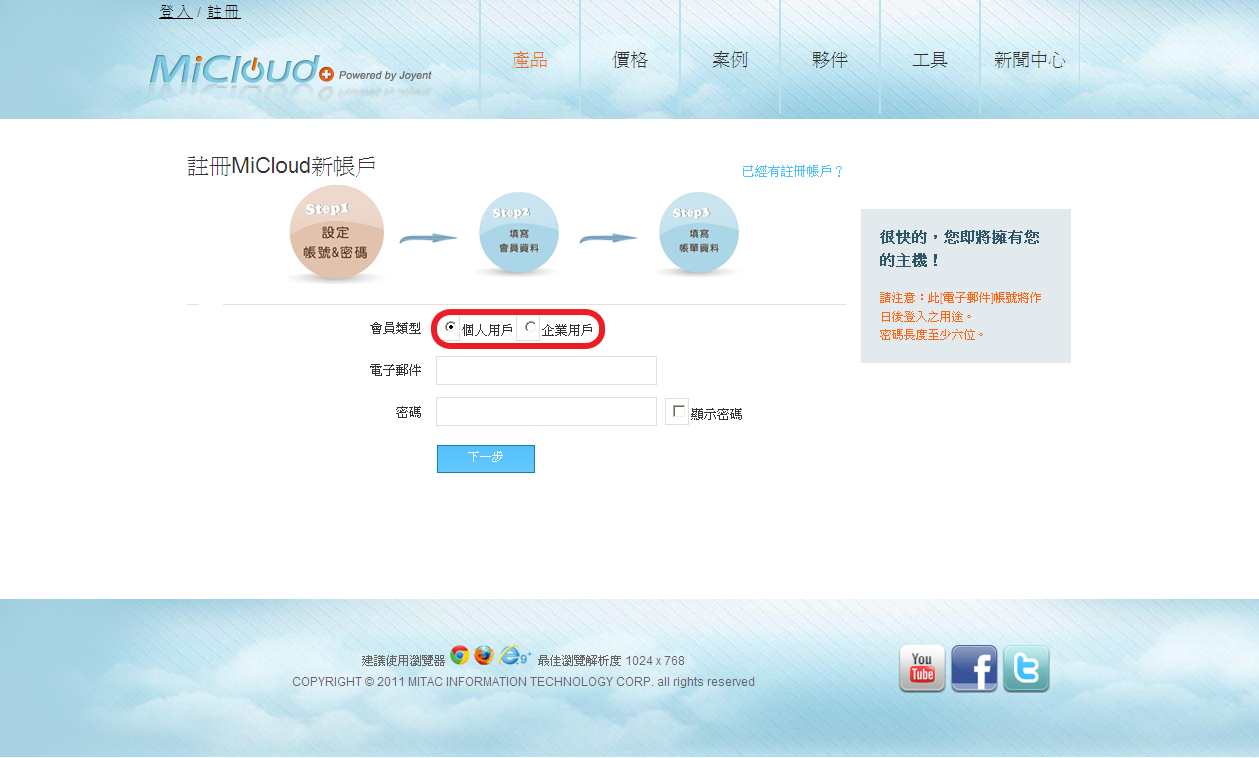 登入 / 註冊
MiCloud Powered by Joyent
產品 價格 案例 夥伴 工具 新聞中心
註冊MiCloud新帳戶
已經有註冊帳戶？
Step1
設定
帳號&密碼
Step2
填寫
會員資料
Step3
填寫
帳單資料
會員類型 個人用戶 企業用戶
電子郵件
密碼 顯示密碼
下一步
很快的，您即將擁有您
的主機！
請注意：此[電子郵件]帳號將作
日後登入之用途。
密碼長度至少六位。
建議使用瀏覽器 9+ 最佳瀏覽解析度 1024 x 768
COPYRIGHT © 2011 MITAC INFORMATION TECHNOLOGY CORP. all rights reserved
You
Tube